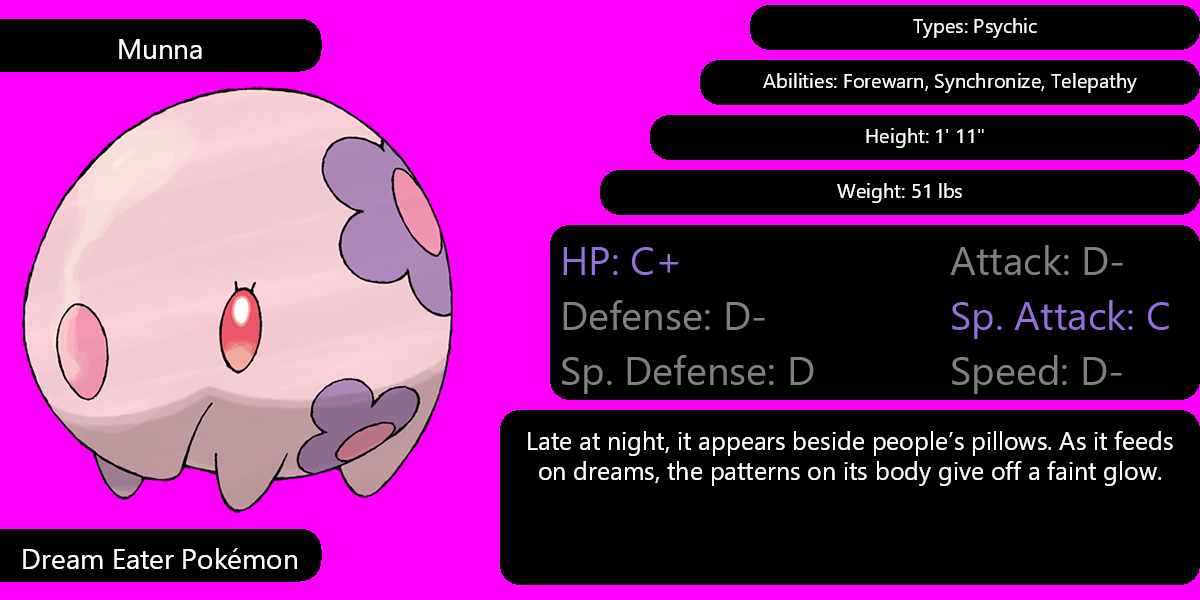 Munna
Types: Psychic
Abilities: Forewarn, Synchronize, Telepathy
Height: 1' 11"
Weight: 51 lbs
HP: C+
Attack: D-
Defense: D-
Sp. Attack: C
Sp. Defense: D
Speed: D-
Late at night, it appears beside people’s pillows. As it feeds
on dreams, the patterns on its body give off a faint glow.
Dream Eater Pokémon